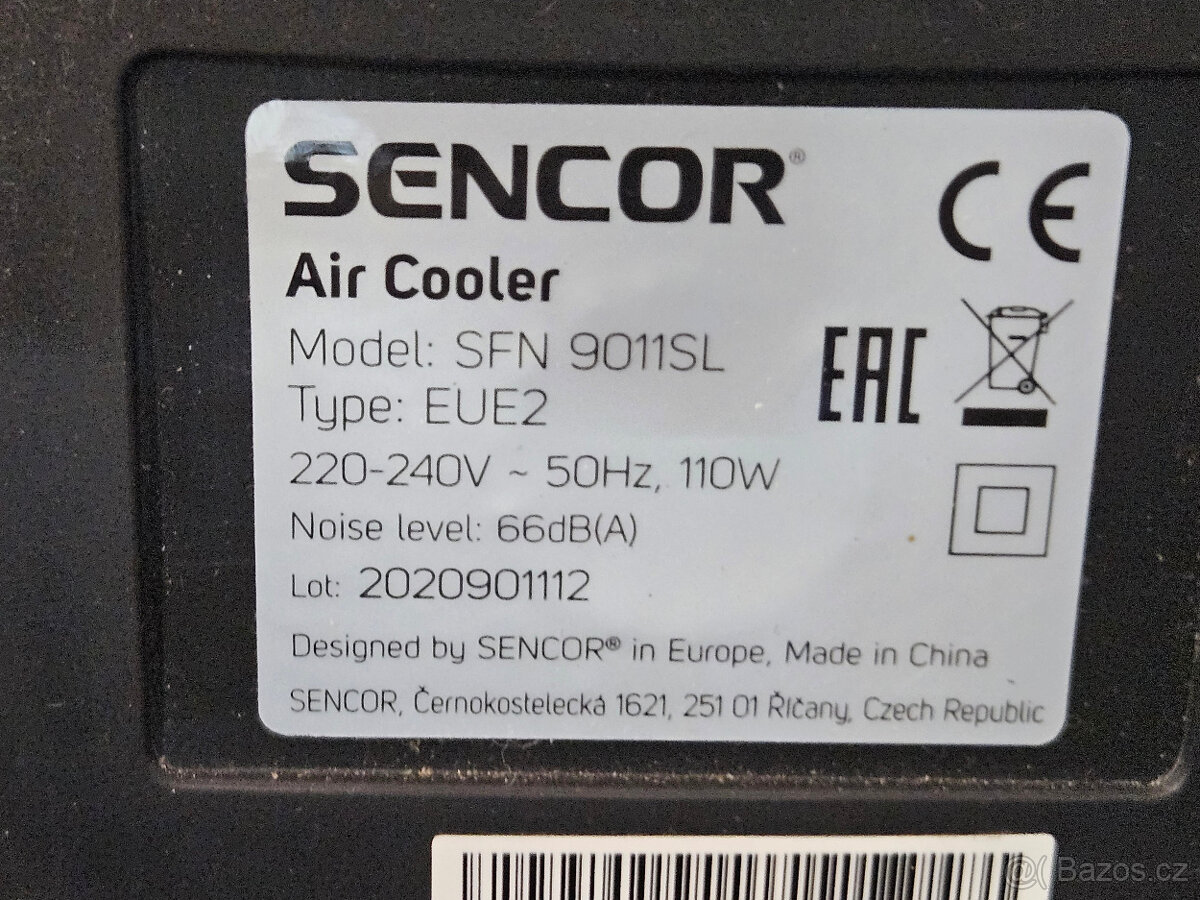 SENCOR®
CE
Air Cooler
Model: SFN 9011SL
Type: EUE2
EAC
220-240V ~ 50Hz, 110W
Noise level: 66dB(A)
Lot: 2020901112
Designed by SENCOR® in Europe, Made in China
SENCOR, Černokostelecká 1621, 251 01 Říčany, Czech Republic
Bazos.cz